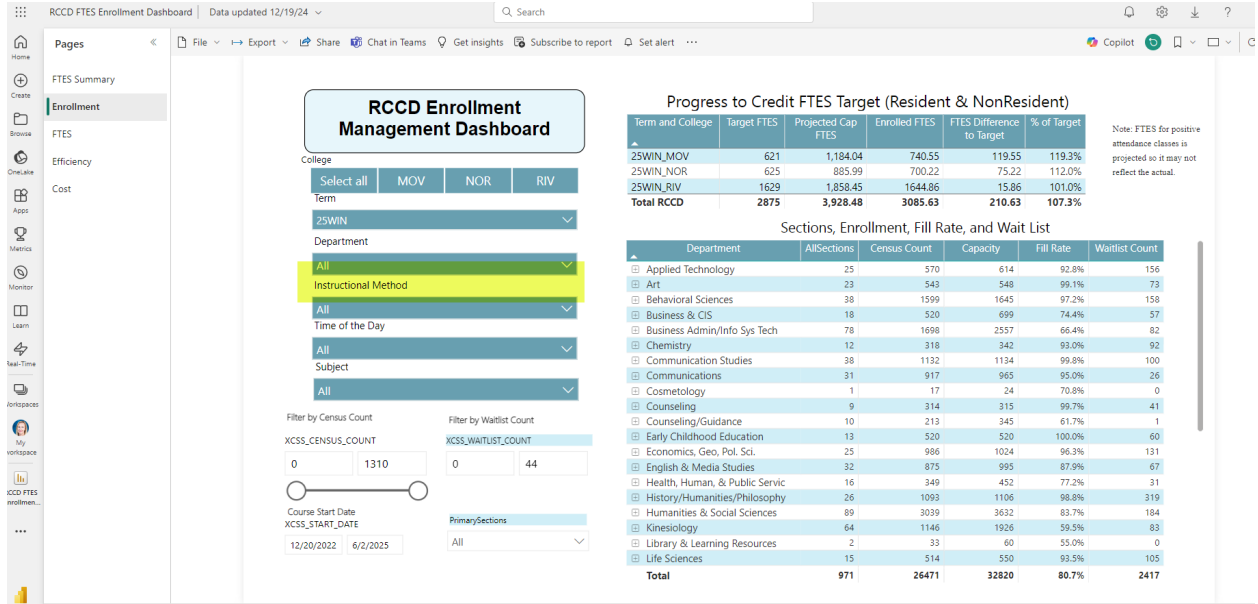 RCCD FTES Enrollment Dashboard | Data updated 12/19/24
Search
Home
Create
Browse
OneLake
Apps
Metrics
Monitor
Learn
Real-Time
Workspaces
My workspace
RCCD FTES Enrollmen...
Pages
FTES Summary
Enrollment
FTES
Efficiency
Cost
File Export Share Chat in Teams Get insights Subscribe to report Set alert ...
Copilot
RCCD Enrollment
Management Dashboard
College
Select all MOV NOR RIV
Term
25WIN
Department
All
Instructional Method
All
Time of the Day
All
Subject
All
Filter by Census Count
XCSS_CENSUS_COUNT
0 1310
Filter by Waitlist Count
XCSS_WAITLIST_COUNT
0 44
Course Start Date
XCSS_START_DATE
12/20/2022 6/2/2025
PrimarySections
All
Progress to Credit FTES Target (Resident & NonResident)
Term and College Target FTES Projected Cap FTES Enrolled FTES FTES Difference to Target % of Target
25WIN_MOV 621 1,184.04 740.55 119.55 119.3%
25WIN_NOR 625 885.99 700.22 75.22 112.0%
25WIN_RIV 1629 1,858.45 1644.86 15.86 101.0%
Total RCCD 2875 3,928.48 3085.63 210.63 107.3%
Note: FTES for positive
attendance classes is
projected so it may not
reflect the actual.
Sections, Enrollment, Fill Rate, and Wait List
Department AllSections Census Count Capacity Fill Rate Waitlist Count
Applied Technology 25 570 614 92.8% 156
Art 23 543 548 99.1% 73
Behavioral Sciences 38 1599 1645 97.2% 158
Business & CIS 18 520 699 74.4% 57
Business Admin/Info Sys Tech 78 1698 2557 66.4% 82
Chemistry 12 318 342 93.0% 92
Communication Studies 38 1132 1134 99.8% 100
Communications 31 917 965 95.0% 26
Cosmetology 1 17 24 70.8% 0
Counseling 9 314 315 99.7% 41
Counseling/Guidance 10 213 345 61.7% 1
Early Childhood Education 13 520 520 100.0% 60
Economics, Geo, Pol. Sci. 25 986 1024 96.3% 131
English & Media Studies 32 875 995 87.9% 67
Health, Human, & Public Servic 16 349 452 77.2% 31
History/Humanities/Philosophy 26 1093 1106 98.8% 319
Humanities & Social Sciences 89 3039 3632 83.7% 184
Kinesiology 64 1146 1926 59.5% 83
Library & Learning Resources 2 33 60 55.0% 0
Life Sciences 15 514 550 93.5% 105
Total 971 26471 32820 80.7% 2417